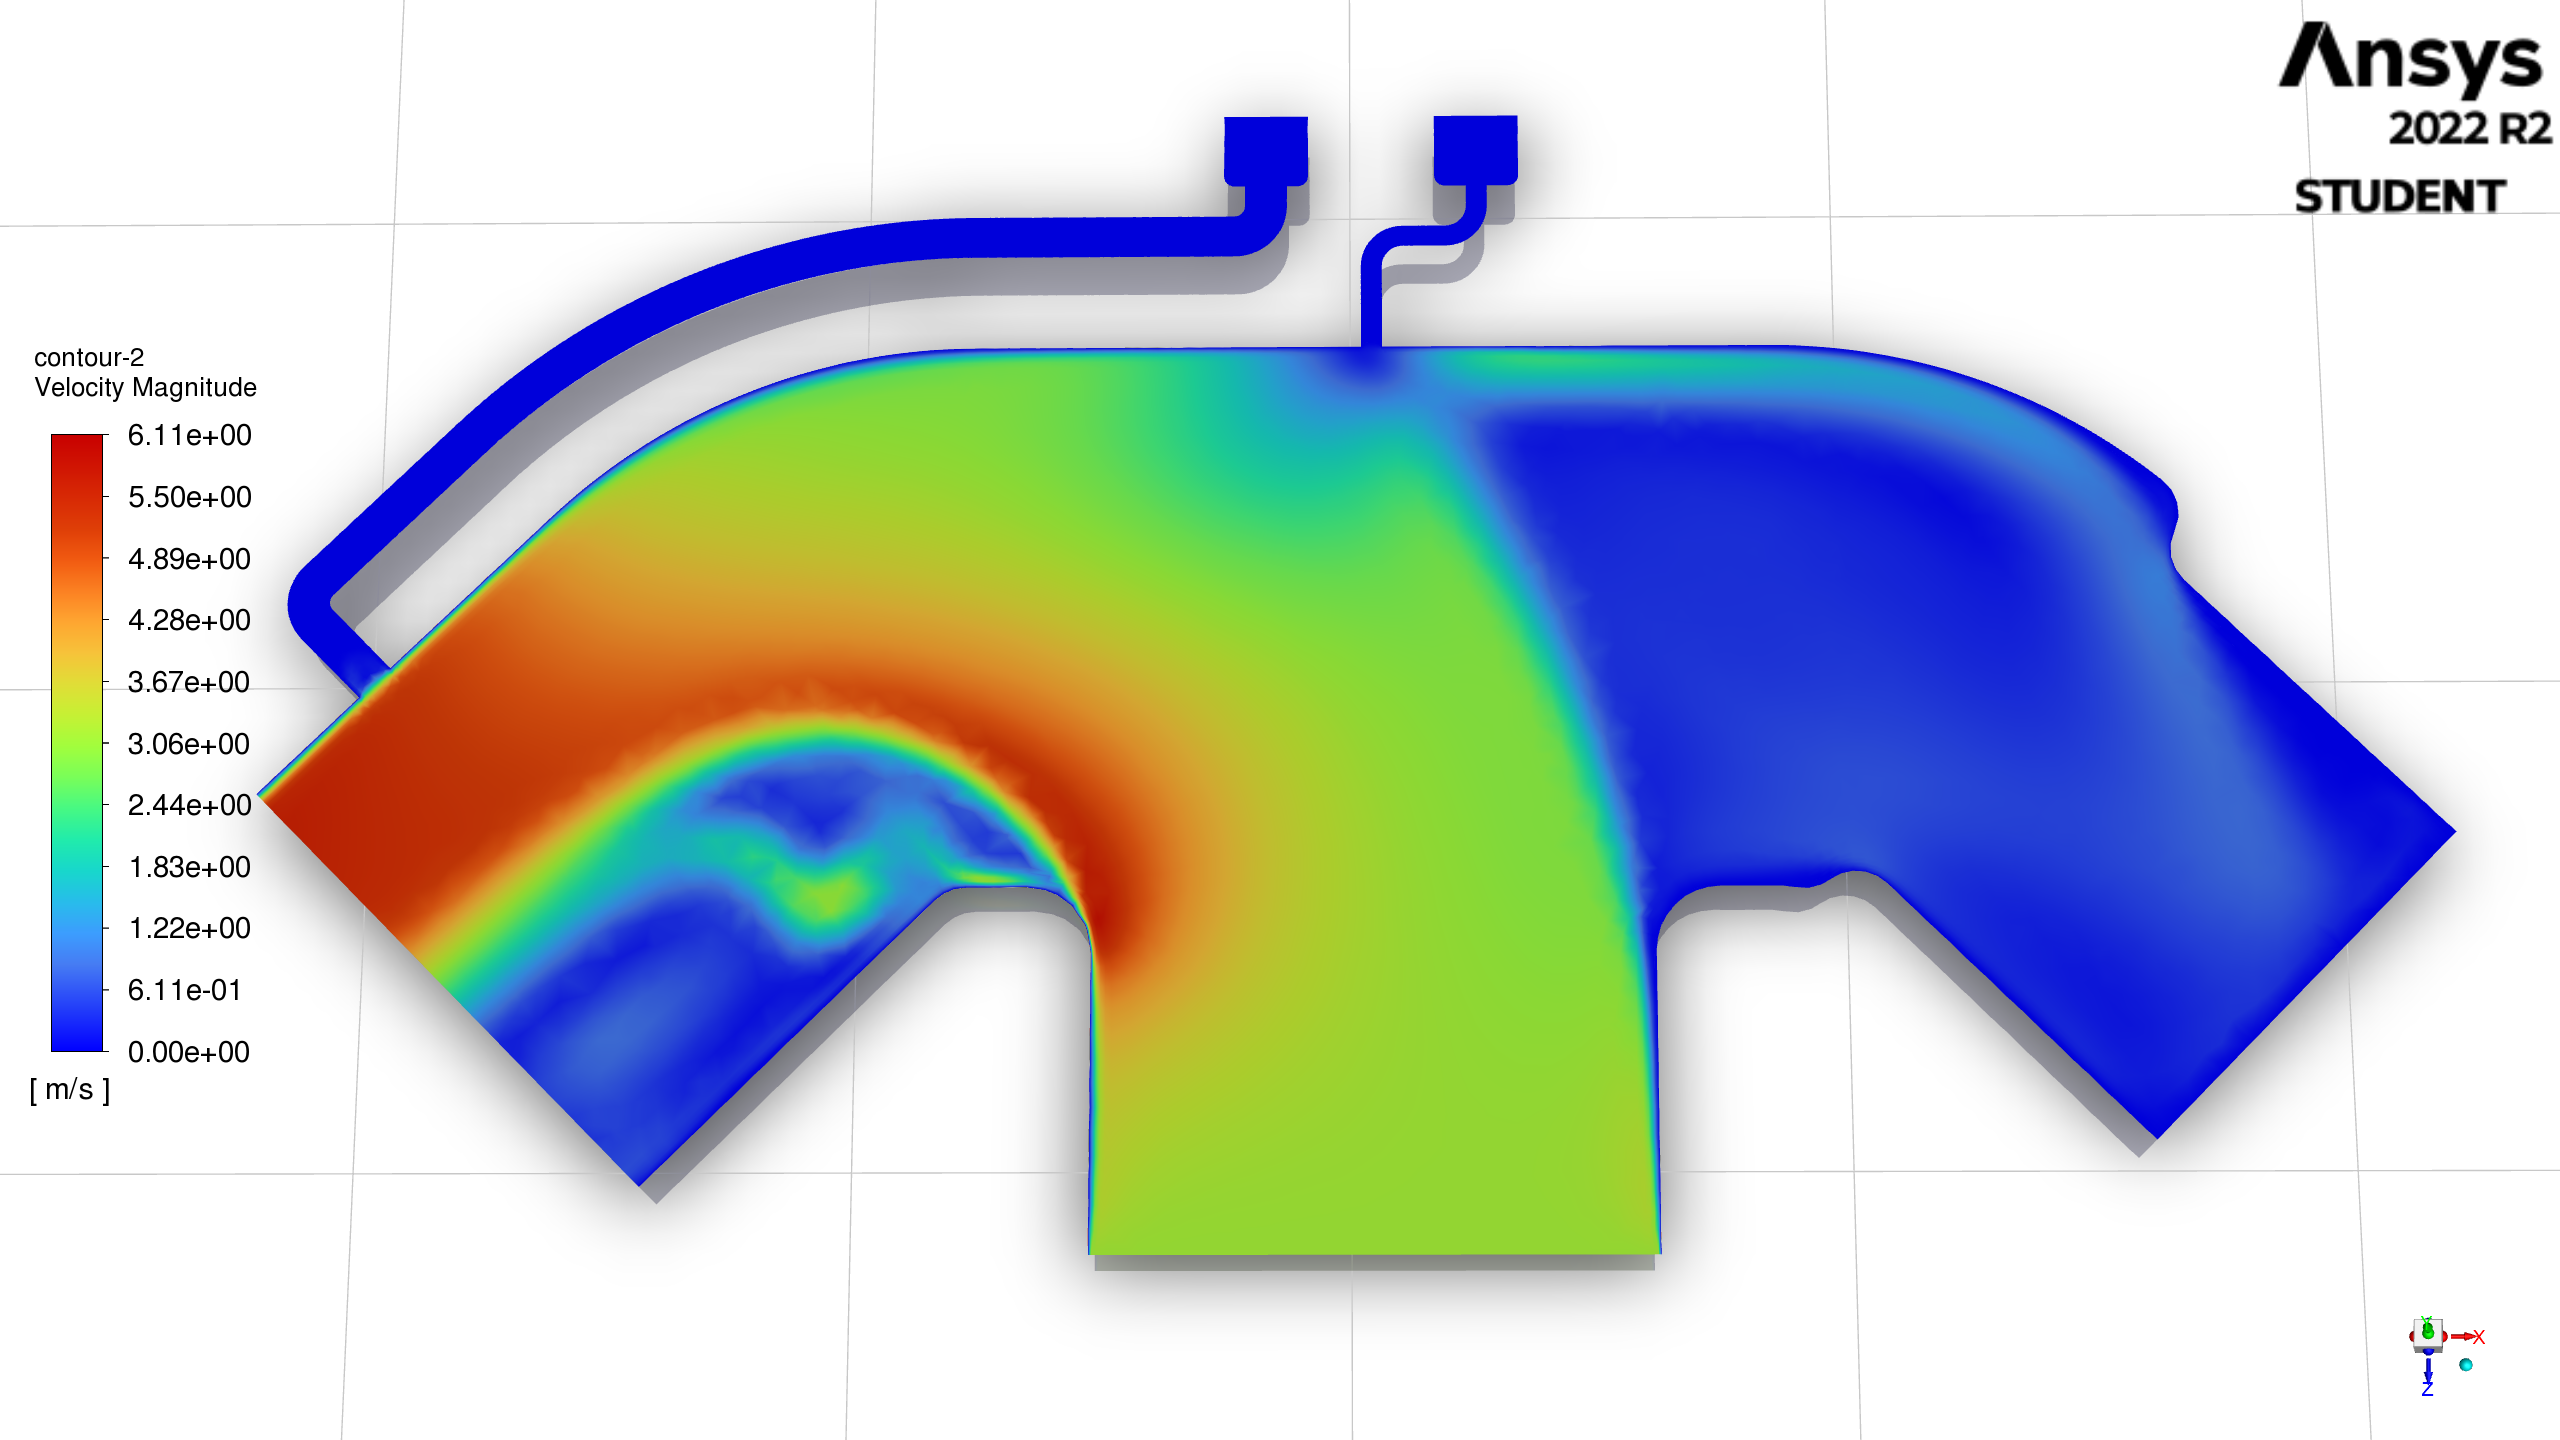 Ansys
2022 R2
STUDENT
contour-2
Velocity Magnitude
6.11e+00
5.50e+00
4.89e+00
4.28e+00
3.67e+00
3.06e+00
2.44e+00
1.83e+00
1.22e+00
6.11e-01
0.00e+00
[ m/s ]
Y
X
Z